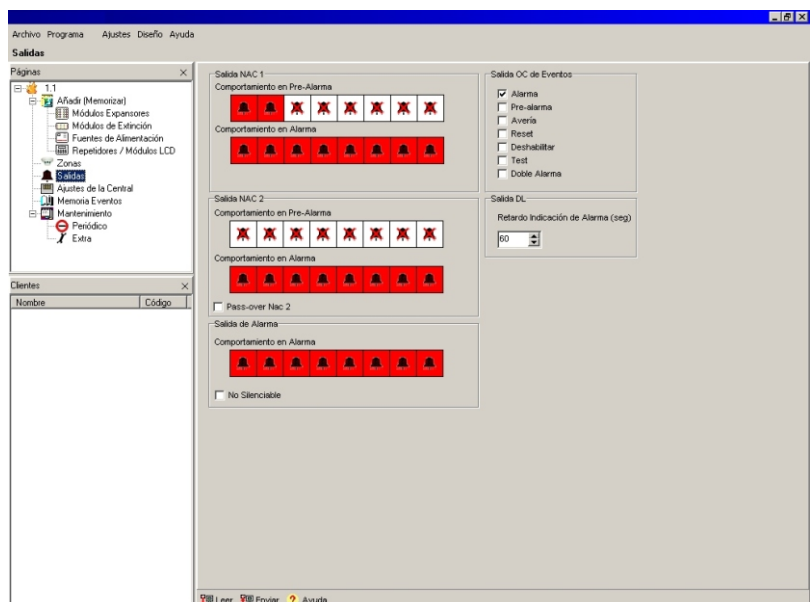 Archivo Programa Ajustes Diseño Ayuda
Salidas
Páginas
1.1
Añadir (Memorizar)
Módulos Expansores
Módulos de Extinción
Fuentes de Alimentación
Repetidores / Módulos LCD
Zonas
Salidas
Ajustes de la Central
Memoria Eventos
Mantenimiento
Periódico
Extra
Clientes
Nombre Código
Salida NAC 1
Comportamiento en Pre-Alarma
Comportamiento en Alarma
Salida NAC 2
Comportamiento en Pre-Alarma
Comportamiento en Alarma
Pass-over Nac 2
Salida de Alarma
Comportamiento en Alarma
No Silenciable
Salida OC de Eventos
Alarma
Pre-alarma
Avería
Reset
Deshabilitar
Test
Doble Alarma
Salida DL
Retardo Indicación de Alarma (seg)
60
Leer Enviar ? Ayuda